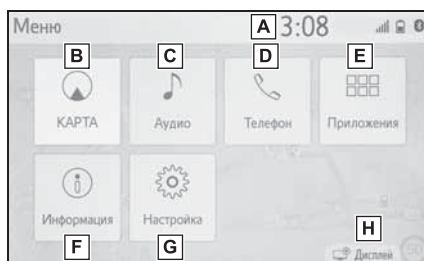 Меню A 3:08
B C D E
КАРТА Аудио Телефон Приложения
Информация Настройка
F G H
Дисплей